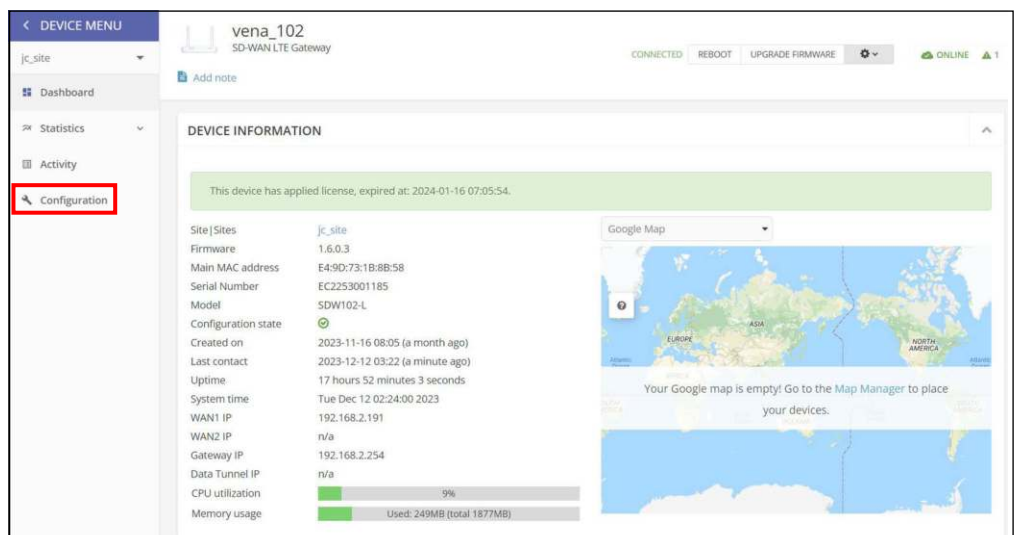 DEVICE MENU
jc_site
Dashboard
Statistics
Activity
Configuration
vena_102
SD-WAN LTE Gateway
CONNECTED REBOOT UPGRADE FIRMWARE ONLINE 1
Add note
DEVICE INFORMATION
This device has applied license, expired at: 2024-01-16 07:05:54.
Site|Sites jc_site
Firmware 1.6.0.3
Main MAC address E4:9D:73:1B:8B:58
Serial Number EC2253001185
Model SDW102-L
Configuration state
Created on 2023-11-16 08:05 (a month ago)
Last contact 2023-12-12 03:22 (a minute ago)
Uptime 17 hours 52 minutes 3 seconds
System time Tue Dec 12 02:24:00 2023
WAN1 IP 192.168.2.191
WAN2 IP n/a
Gateway IP 192.168.2.254
Data Tunnel IP n/a
CPU utilization 9%
Memory usage Used: 249MB (total 1877MB)
Google Map
ASIA
EUROPE
NORTH
AMERICA
Atlantic
Your Google map is empty! Go to the Map Manager to place
your devices.